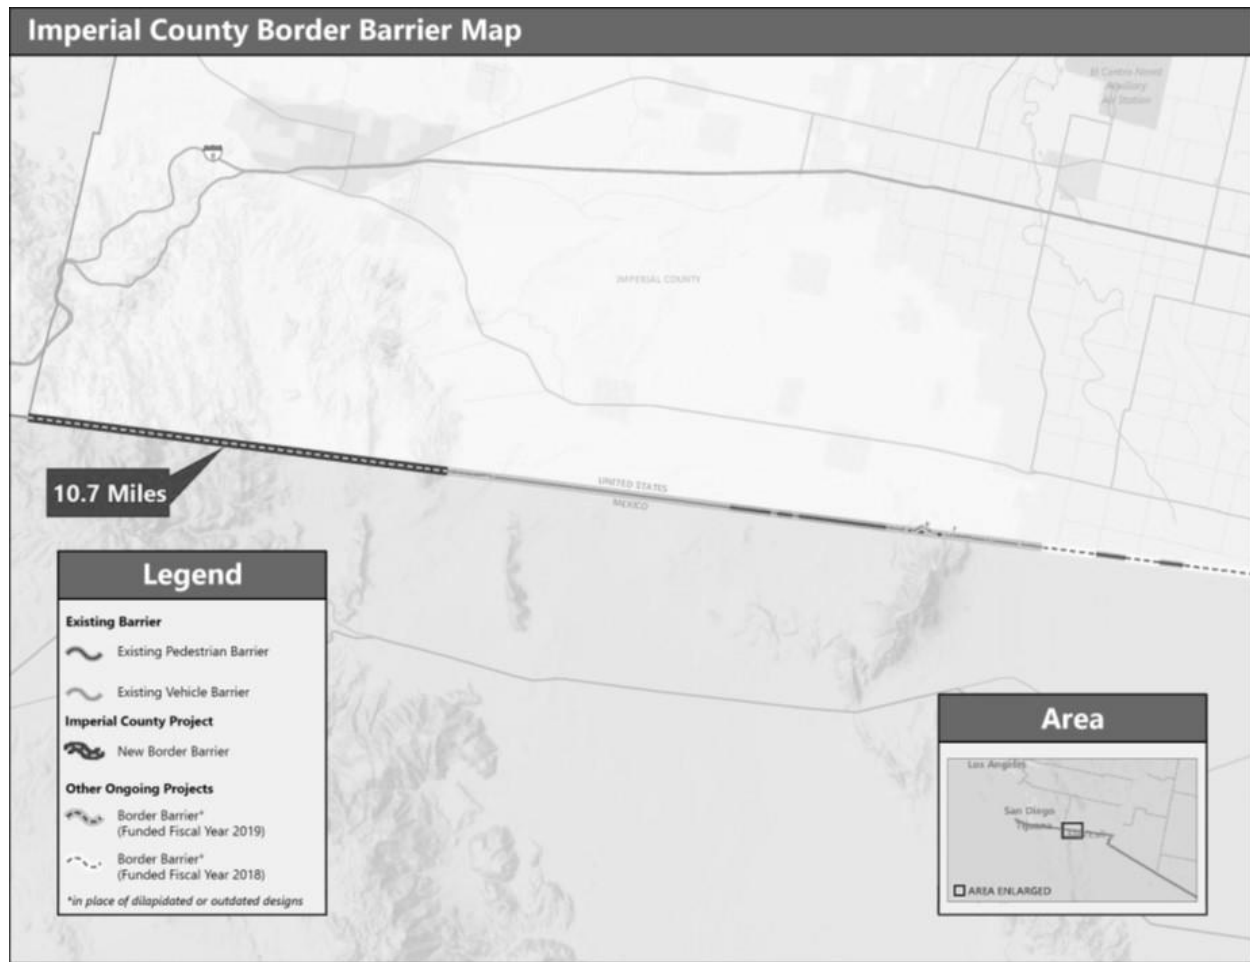 Imperial County Border Barrier Map
El Centro Naval
Auxiliary
Air Station
8
IMPERIAL COUNTY
10.7 Miles
UNITED STATES
MEXICO
Legend
Existing Barrier
Existing Pedestrian Barrier
Existing Vehicle Barrier
Imperial County Project
New Border Barrier
Other Ongoing Projects
Border Barrier*
(Funded Fiscal Year 2019)
Border Barrier*
(Funded Fiscal Year 2018)
*in place of dilapidated or outdated designs
Area
Los Angeles
San Diego
Tijuana
AREA ENLARGED